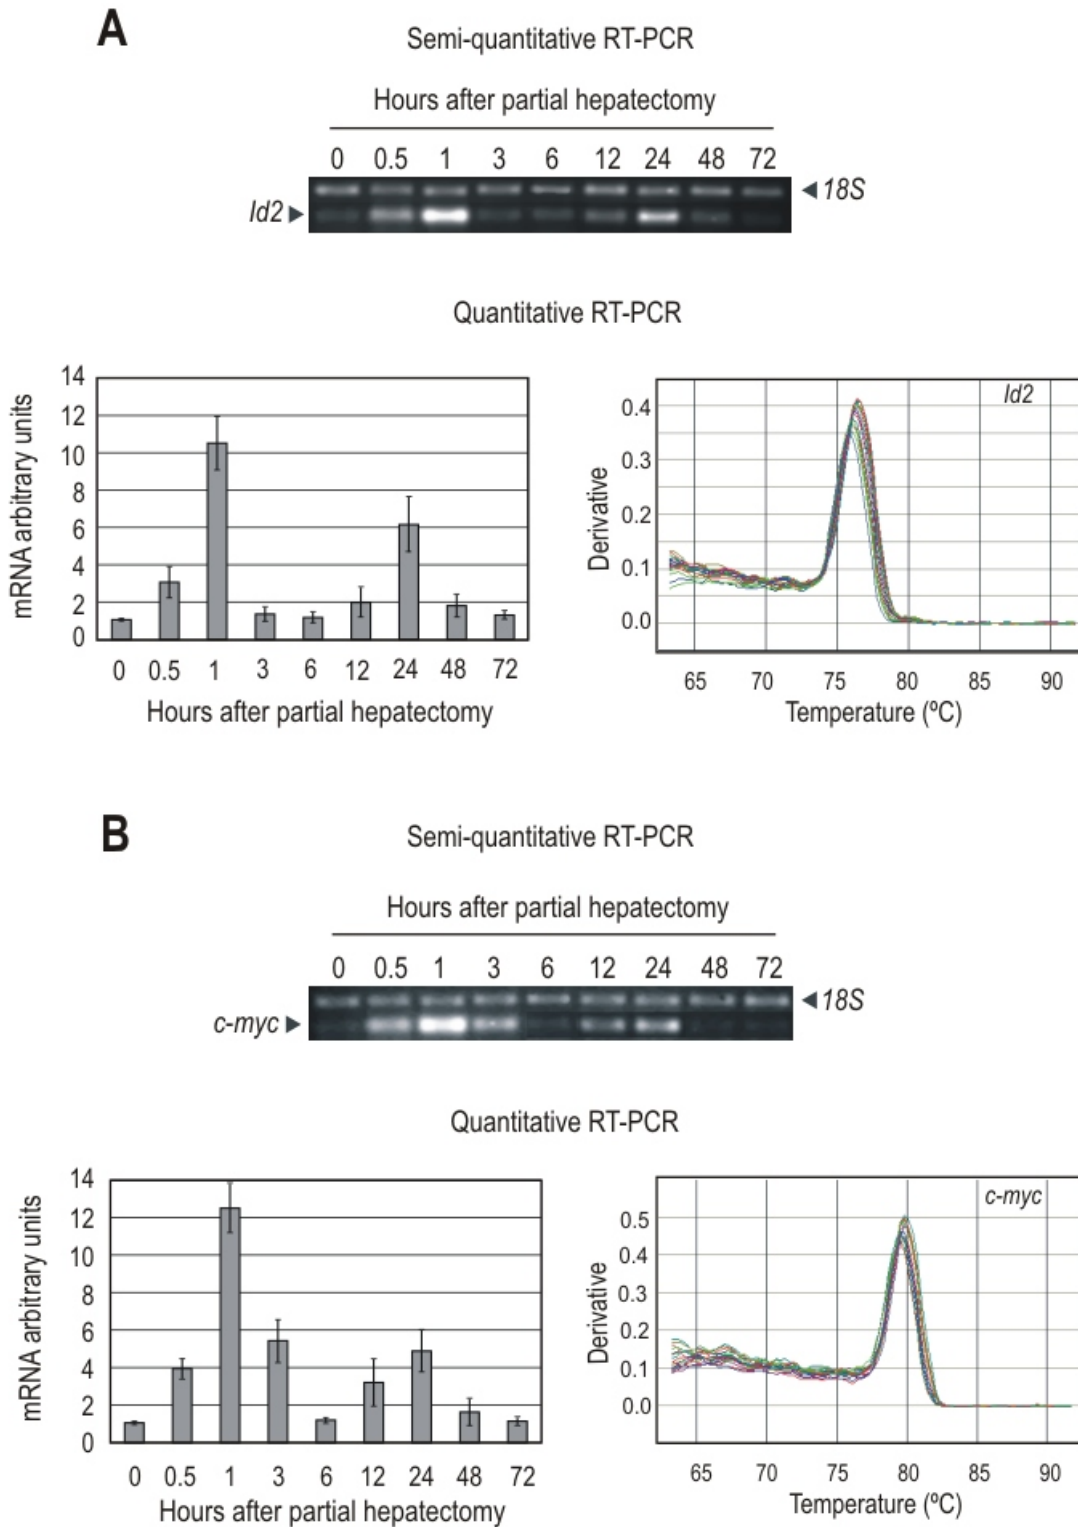 A
Semi-quantitative RT-PCR
Hours after partial hepatectomy
0 0.5 1 3 6 12 24 48 72
◄18S
Id2►
Quantitative RT-PCR
mRNA arbitrary units
14
12
10
8
6
4
2
0
0 0.5 1 3 6 12 24 48 72
Hours after partial hepatectomy
Id2
Derivative
0.4
0.3
0.2
0.1
0.0
65 70 75 80 85 90
Temperature (ºC)
B
Semi-quantitative RT-PCR
Hours after partial hepatectomy
0 0.5 1 3 6 12 24 48 72
◄18S
c-myc►
Quantitative RT-PCR
mRNA arbitrary units
14
12
10
8
6
4
2
0
0 0.5 1 3 6 12 24 48 72
Hours after partial hepatectomy
c-myc
Derivative
0.5
0.4
0.3
0.2
0.1
0.0
65 70 75 80 85 90
Temperature (ºC)